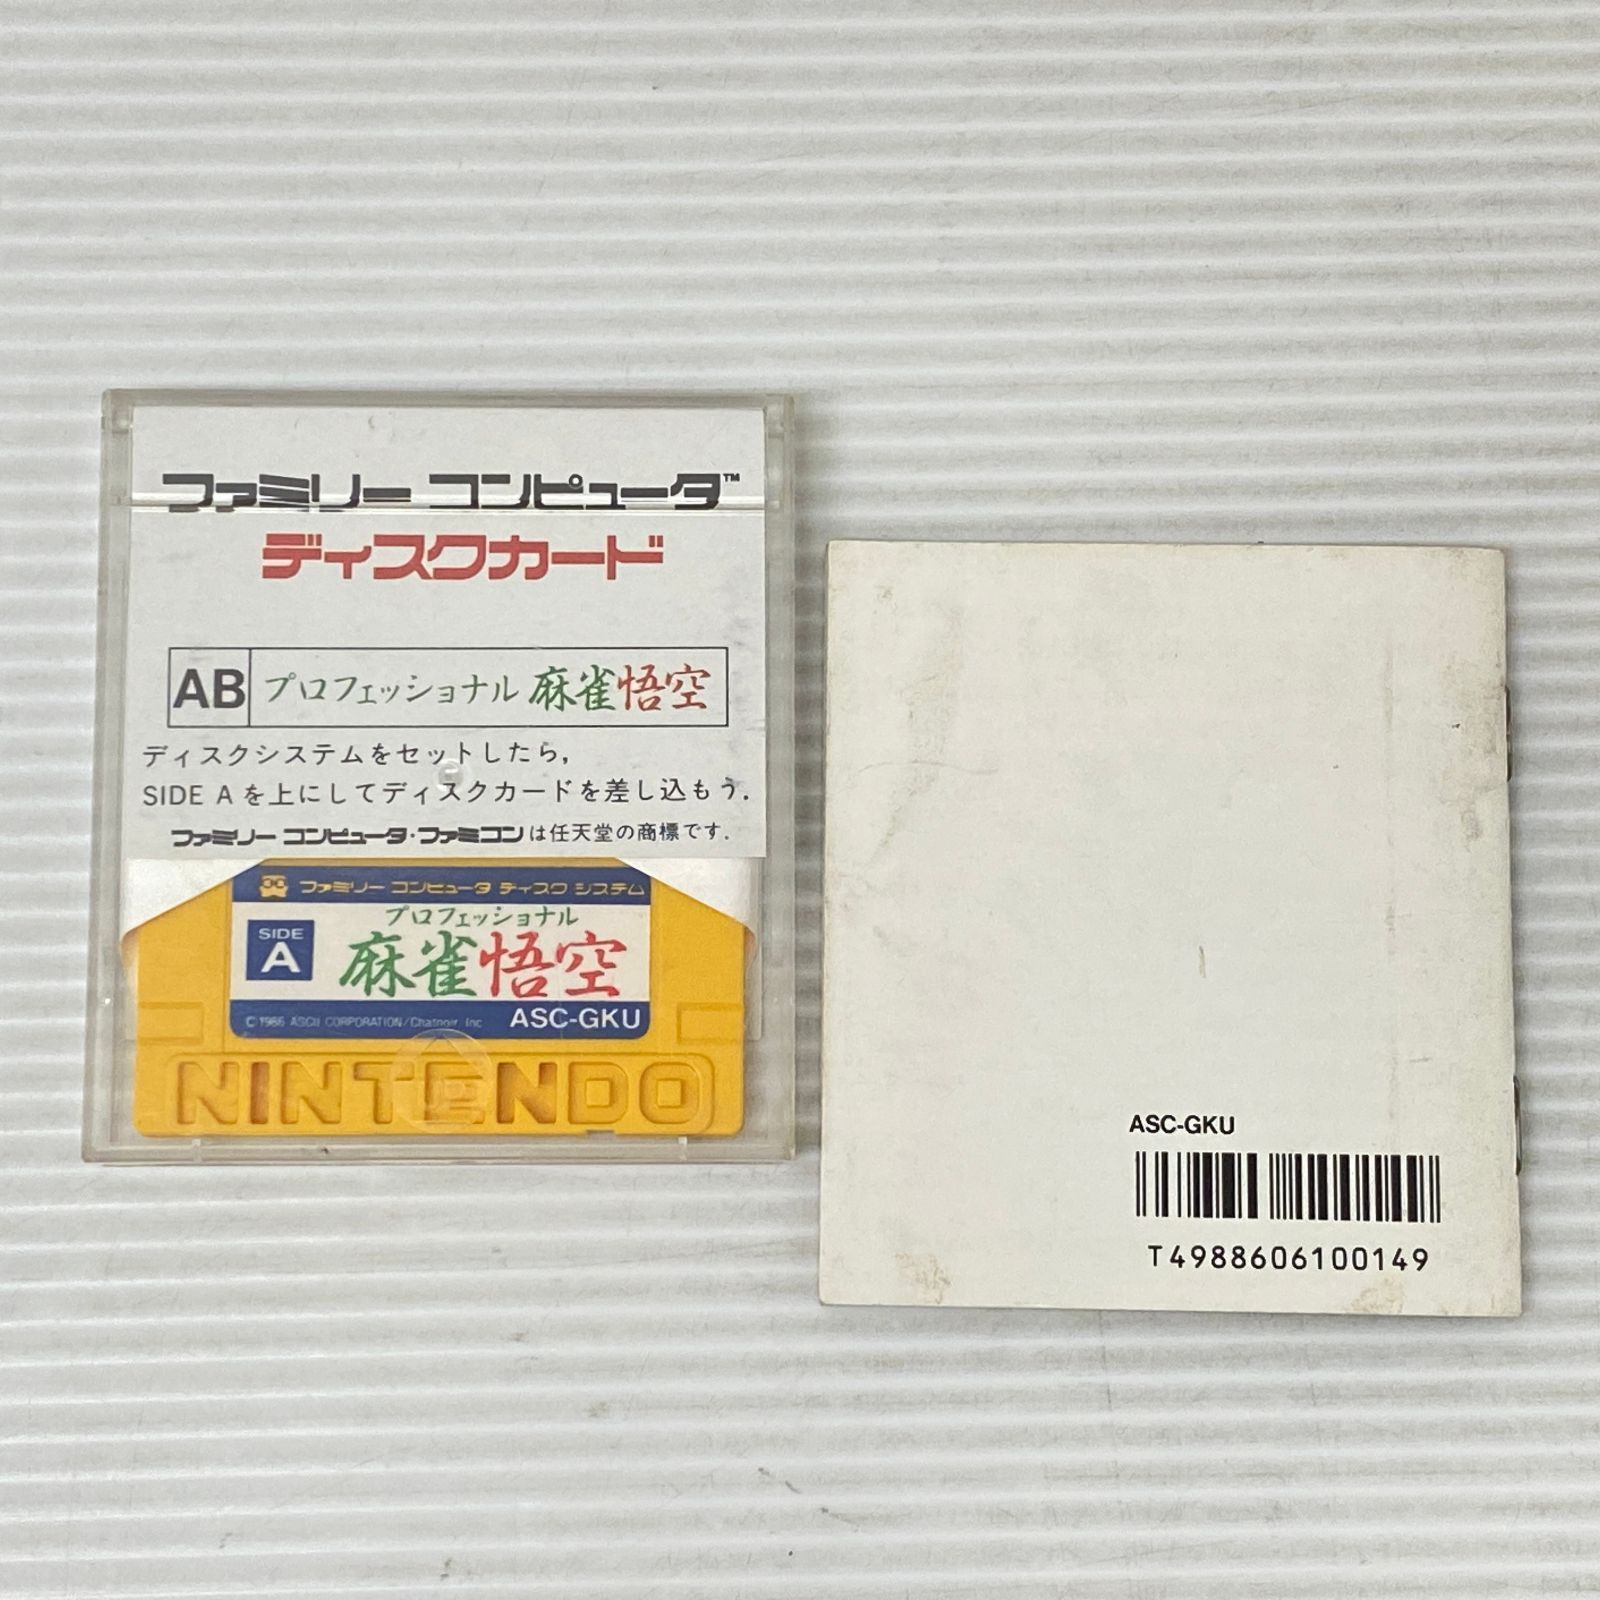 ファミリー コンピュータ™
ディスクカード
AB プロフェッショナル 麻雀悟空
ディスクシステムをセットしたら,
SIDE A を上にしてディスクカードを差し込もう.
ファミリー コンピュータ・ファミコンは任天堂の商標です.
ファミリー コンピュータ ディスク システム
プロフェッショナル
SIDE
A
麻雀悟空
©1986 ASCII CORPORATION/Chatnoir, Inc ASC-GKU
NINTENDO
ASC-GKU
T4988606100149